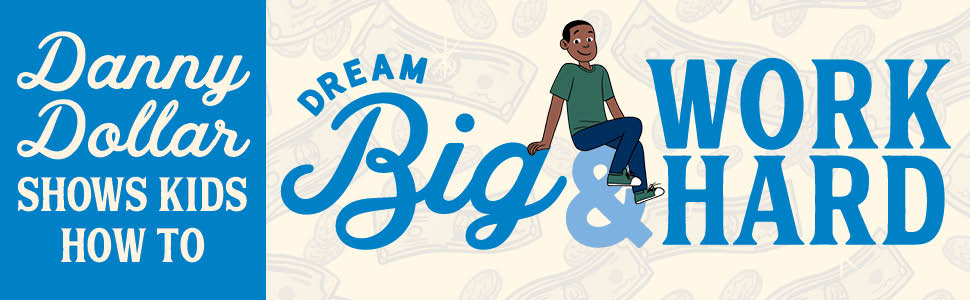 Danny
Dollar
SHOWS KIDS
HOW TO
DREAM
Big
&
WORK
HARD